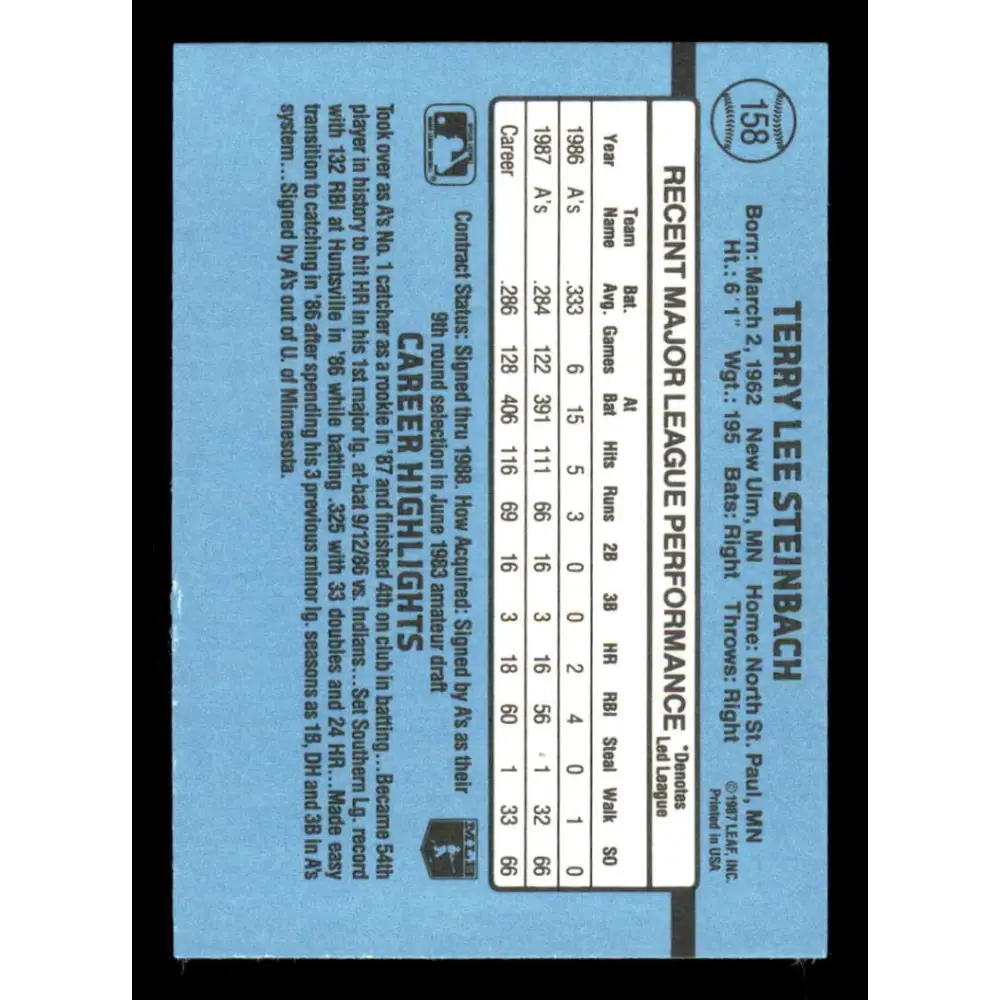 158
TERRY LEE STEINBACH
Born: March 2, 1962 New Ulm, MN Home: North St. Paul, MN
Ht.: 6'1" Wgt.: 195 Bats: Right Throws: Right
©1987 LEAF, INC.
Printed in USA
RECENT MAJOR LEAGUE PERFORMANCE
*Denotes
Led League
Year Team Name Bat. Avg. Games At Bat Hits Runs 2B 3B HR RBI Steal Walk SO
1986 A's .333 6 15 5 3 0 0 2 4 0 1 0
1987 A's .284 122 391 111 66 16 3 16 56 1 32 66
Career .286 128 406 116 69 16 3 18 60 1 33 66
Contract Status: Signed thru 1988. How Acquired: Signed by A's as their
9th round selection in June 1983 amateur draft
MLB
CAREER HIGHLIGHTS
Took over as A's No. 1 catcher as a rookie in '87 and finished 4th on club in batting...Became 54th
player in history to hit HR in his 1st major lg. at-bat 9/12/86 vs. Indians...Set Southern Lg. record
with 132 RBI at Huntsville in '86 while batting .325 with 33 doubles and 24 HR...Made easy
transition to catching in '86 after spending his 3 previous minor lg. seasons as 1B, DH and 3B in A's
system...Signed by A's out of U. of Minnesota.